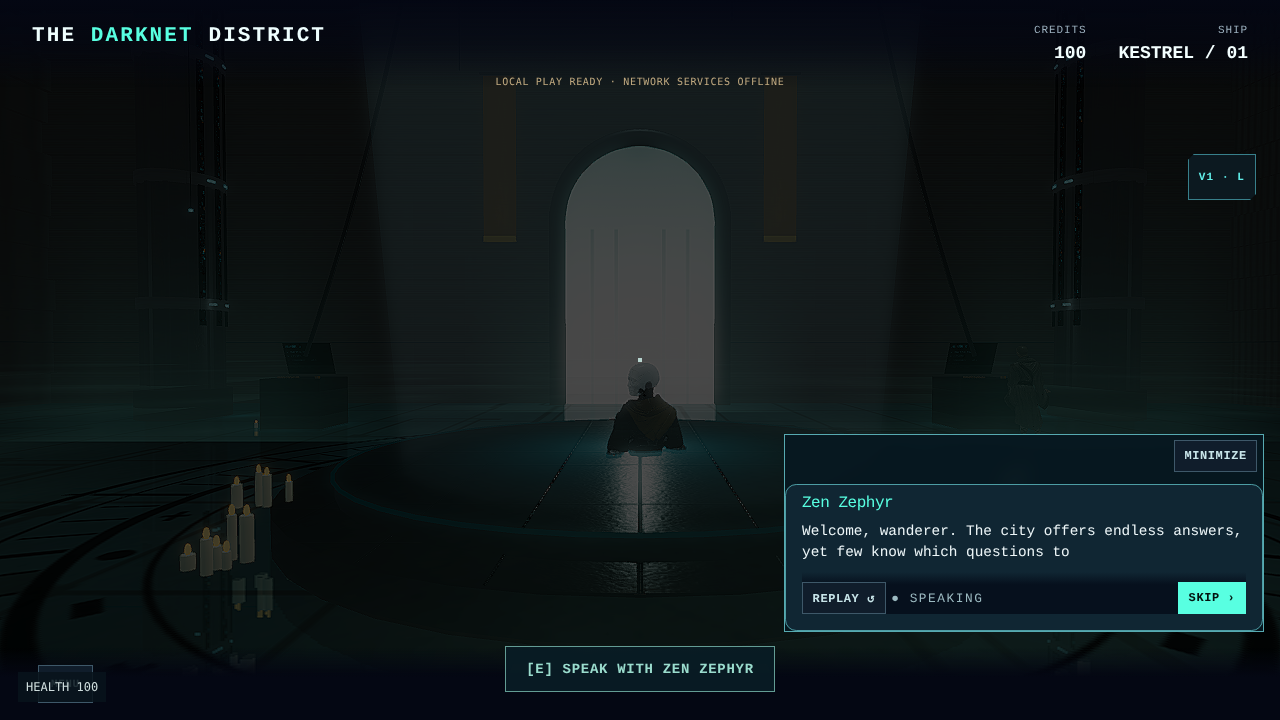 THE DARKNET DISTRICT
CREDITS
100
SHIP
KESTREL / 01
LOCAL PLAY READY · NETWORK SERVICES OFFLINE
V1 · L
MINIMIZE
Zen Zephyr
Welcome, wanderer. The city offers endless answers,
yet few know which questions to
REPLAY ↺
● SPEAKING
SKIP ›
[E] SPEAK WITH ZEN ZEPHYR
HEALTH 100